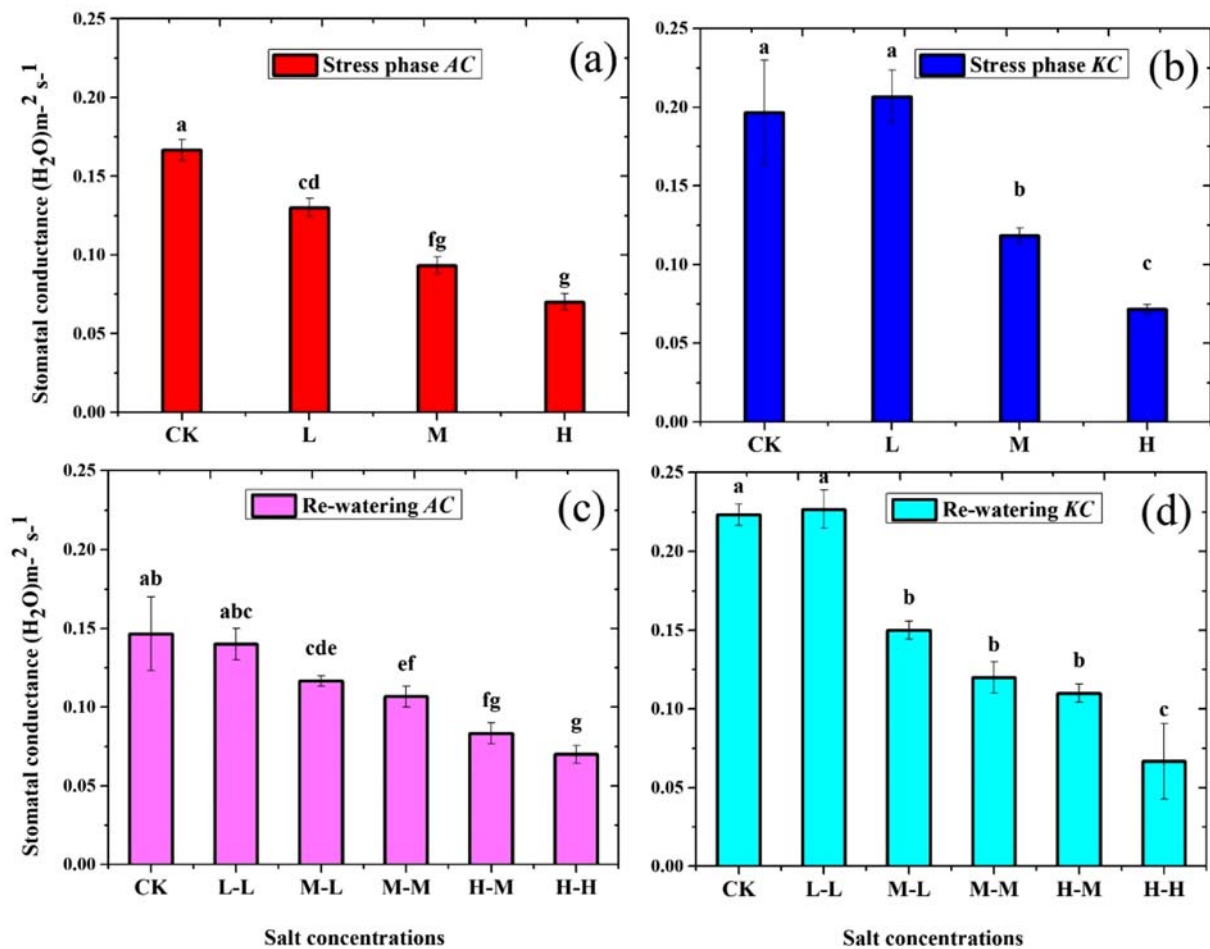 Stomatal conductance (H₂O)m-² s-¹
0.25
0.20
0.15
0.10
0.05
0.00
Stress phase AC
(a)
a
cd
fg
g
CK L M H
0.25
0.20
0.15
0.10
0.05
0.00
Stress phase KC
(b)
a a
b
c
CK L M H
Stomatal conductance (H₂O)m-² s-¹
0.25
0.20
0.15
0.10
0.05
0.00
Re-watering AC
(c)
ab
abc
cde
ef
fg
g
CK L-L M-L M-M H-M H-H
Salt concentrations
0.25
0.20
0.15
0.10
0.05
0.00
Re-watering KC
(d)
a a
b
b
b
c
CK L-L M-L M-M H-M H-H
Salt concentrations